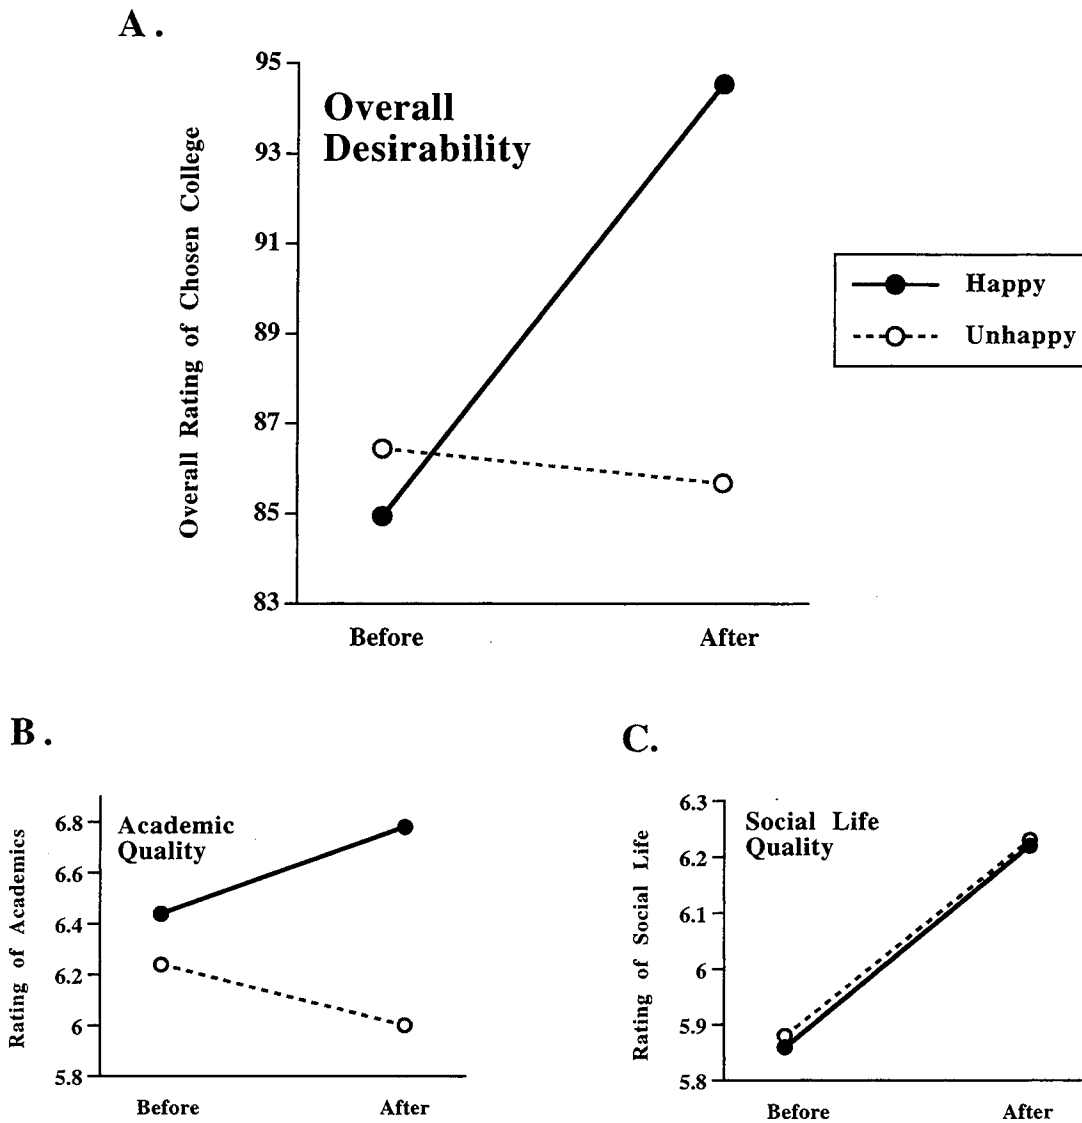 A.
Overall
Desirability
Overall Rating of Chosen College
95
93
91
89
87
85
83
Before
After
Happy
Unhappy
B.
Academic
Quality
Rating of Academics
6.8
6.6
6.4
6.2
6
5.8
Before
After
C.
Social Life
Quality
Rating of Social Life
6.3
6.2
6.1
6
5.9
5.8
Before
After